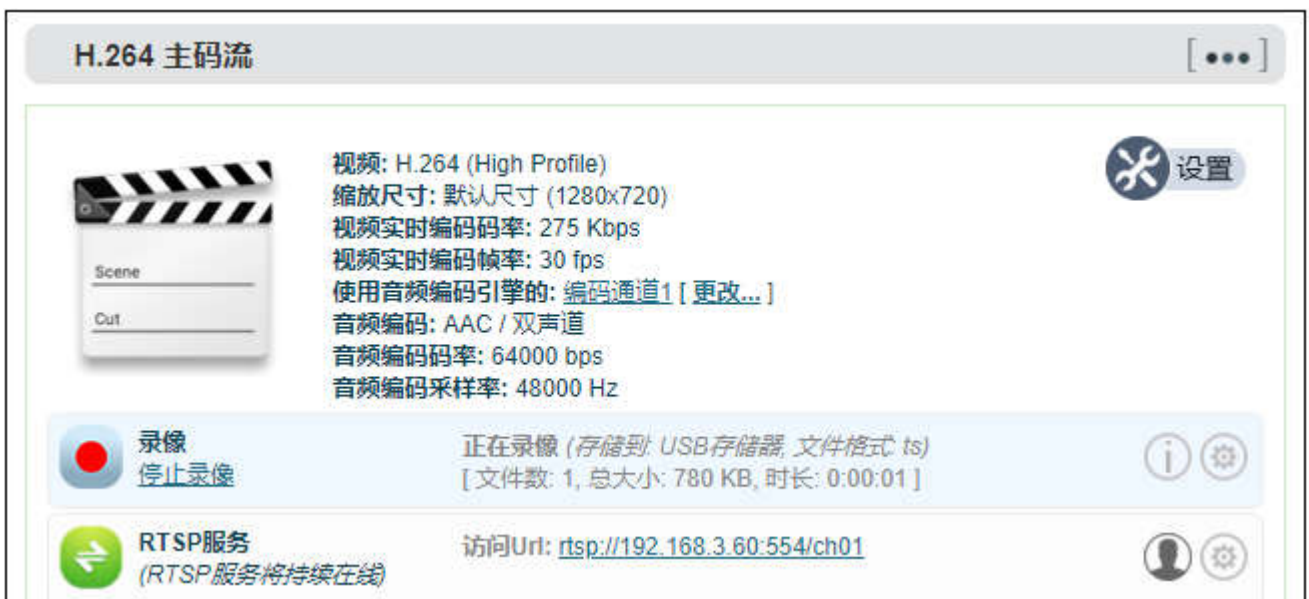 H.264 主码流
[•••]
视频: H.264 (High Profile)
设置
缩放尺寸: 默认尺寸 (1280x720)
视频实时编码码率: 275 Kbps
视频实时编码帧率: 30 fps
使用音频编码引擎的: 编码通道1 [ 更改... ]
音频编码: AAC / 双声道
音频编码码率: 64000 bps
音频编码采样率: 48000 Hz
Scene
Cut
录像
停止录像
正在录像 (存储到: USB存储器, 文件格式: ts)
[ 文件数: 1, 总大小: 780 KB, 时长: 0:00:01 ]
RTSP服务
(RTSP服务将持续在线)
访问Url: rtsp://192.168.3.60:554/ch01